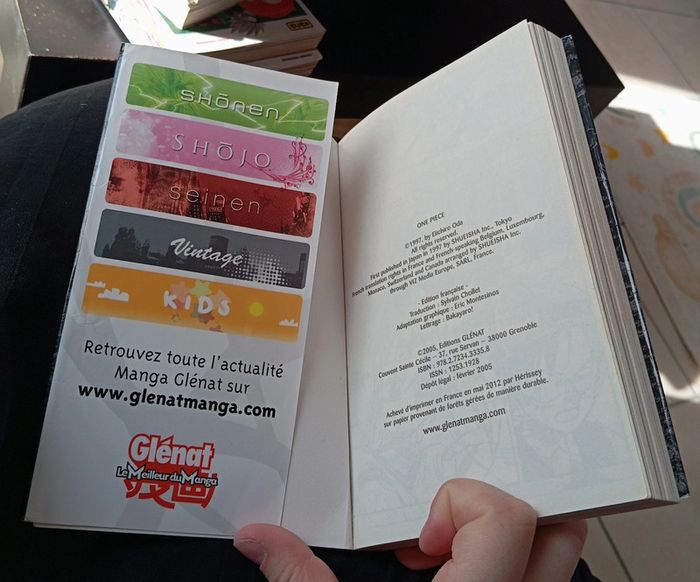 SHŌNEN
SHŌJO
seinen
Vintage
KIDS
Retrouvez toute l'actualité
Manga Glénat sur
www.glenatmanga.com
Glénat
Le Meilleur du Manga
漫画
ONE PIECE
©1997, by Eiichiro Oda
All rights reserved.
First published in Japan in 1997 by SHUEISHA Inc., Tokyo
French translation rights in France and French-speaking Belgium, Luxembourg,
Monaco, Switzerland and Canada arranged by SHUEISHA Inc.
through VIZ Media Europe, SARL, France.
- Édition française -
Traduction : Sylvain Chollet
Adaptation graphique : Eric Montésinos
Lettrage : Bakayaro!
©2005, Editions GLÉNAT
Couvent Sainte Cécile – 37, rue Servan – 38000 Grenoble
ISBN : 978.2.7234.3335.8
ISSN : 1253.1928
Dépôt légal : février 2005
Achevé d'imprimer en France en mai 2012 par Hérissey
sur papier provenant de forêts gérées de manière durable.
www.glenatmanga.com